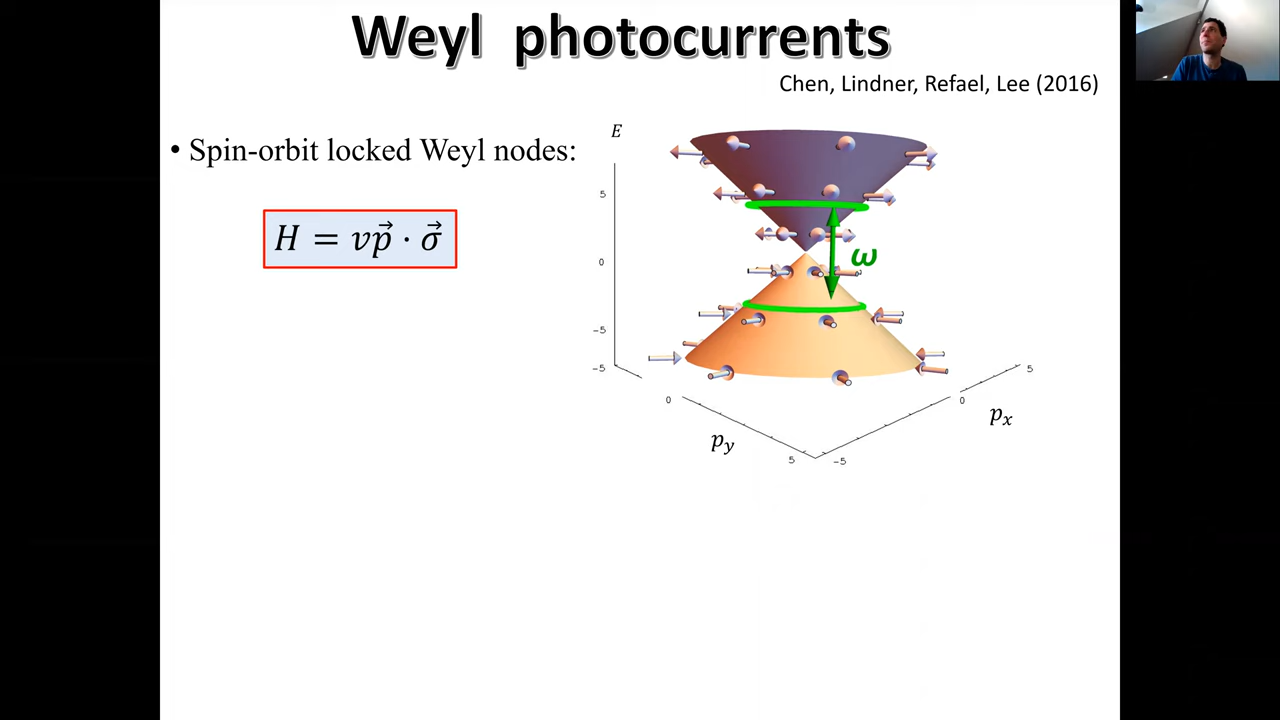 Weyl photocurrents
Chen, Lindner, Refael, Lee (2016)
• Spin-orbit locked Weyl nodes:
H = vp⃗ · σ⃗
E
5
0
−5
−5
ω
0
5
p_y
−5
0
5
p_x